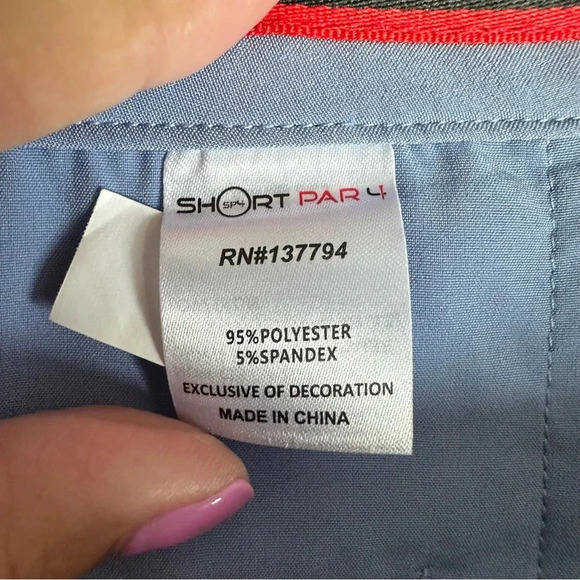 SHORT PAR 4
SP4
RN#137794
95%POLYESTER
5%SPANDEX
EXCLUSIVE OF DECORATION
MADE IN CHINA